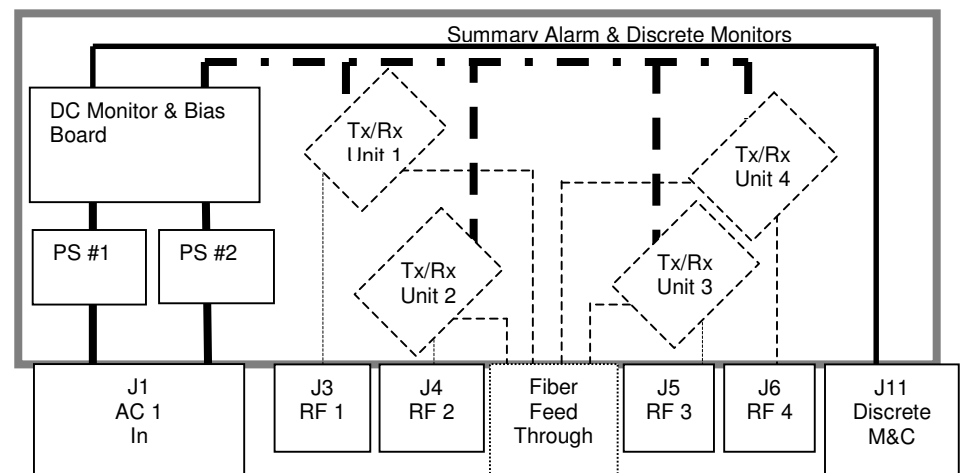 Summary Alarm & Discrete Monitors
DC Monitor & Bias
Board
Tx/Rx
Unit 1
Tx/Rx
Unit 4
PS #1
PS #2
Tx/Rx
Unit 2
Tx/Rx
Unit 3
J1
AC 1
In
J3
RF 1
J4
RF 2
Fiber
Feed
Through
J5
RF 3
J6
RF 4
J11
Discrete
M&C